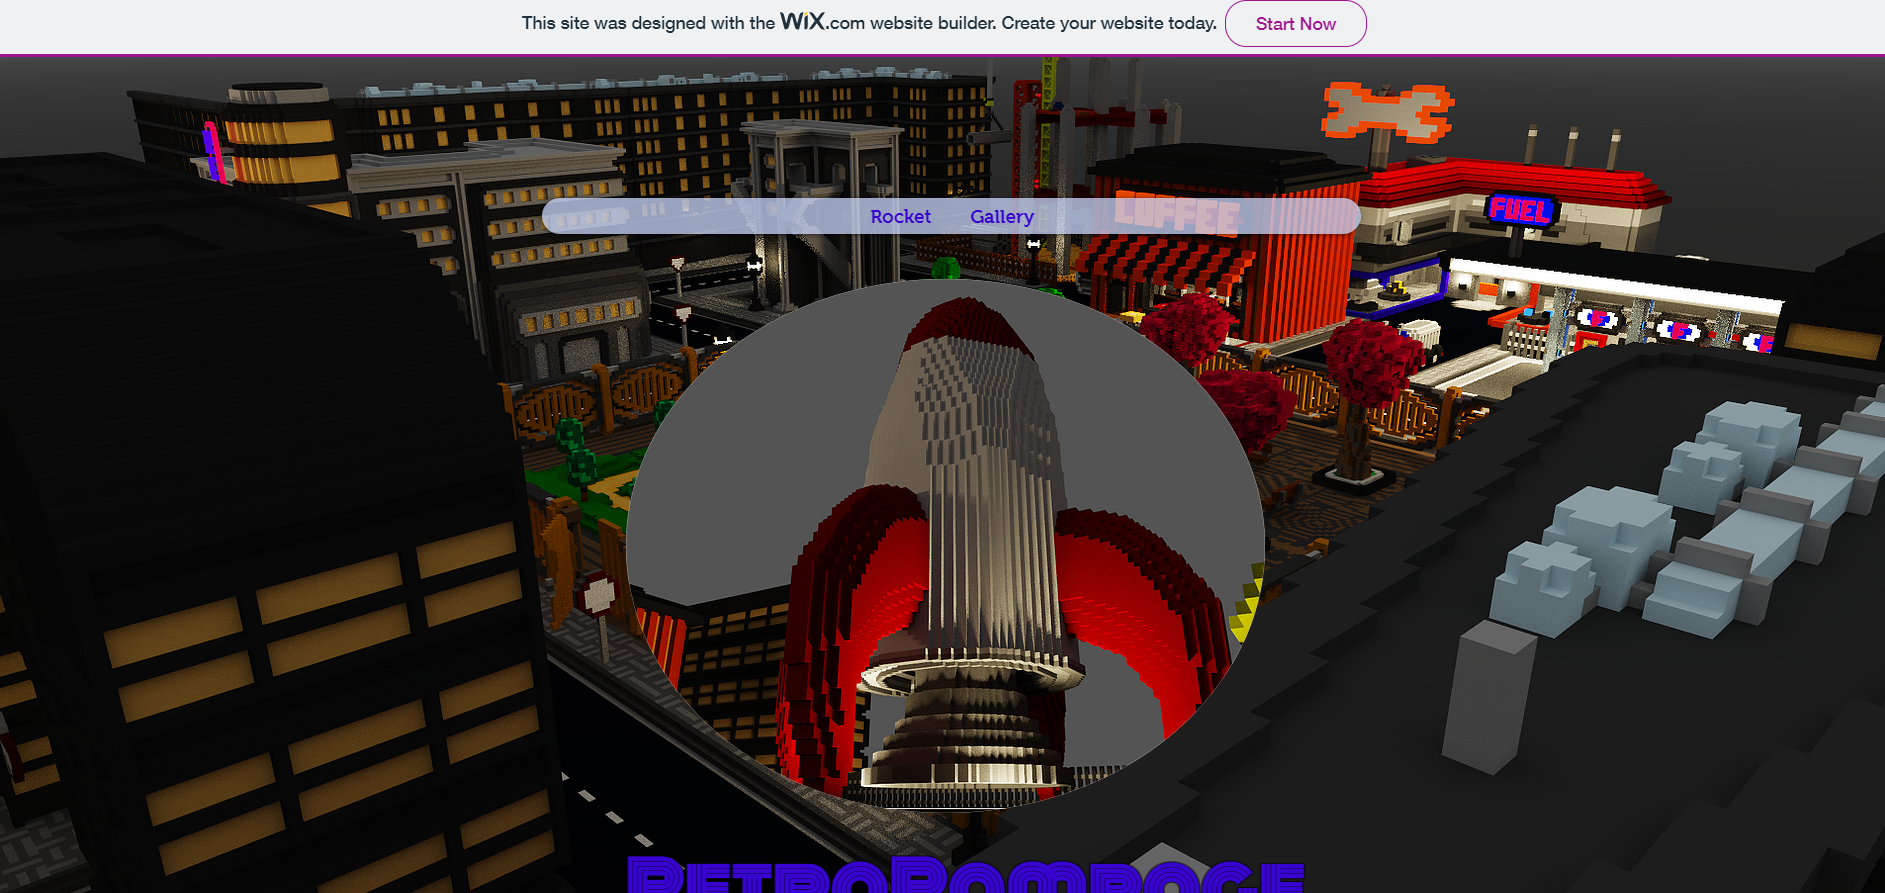 This site was designed with the WiX.com website builder. Create your website today.
Start Now
Rocket
Gallery
COFFEE
FUEL
RetroRampage